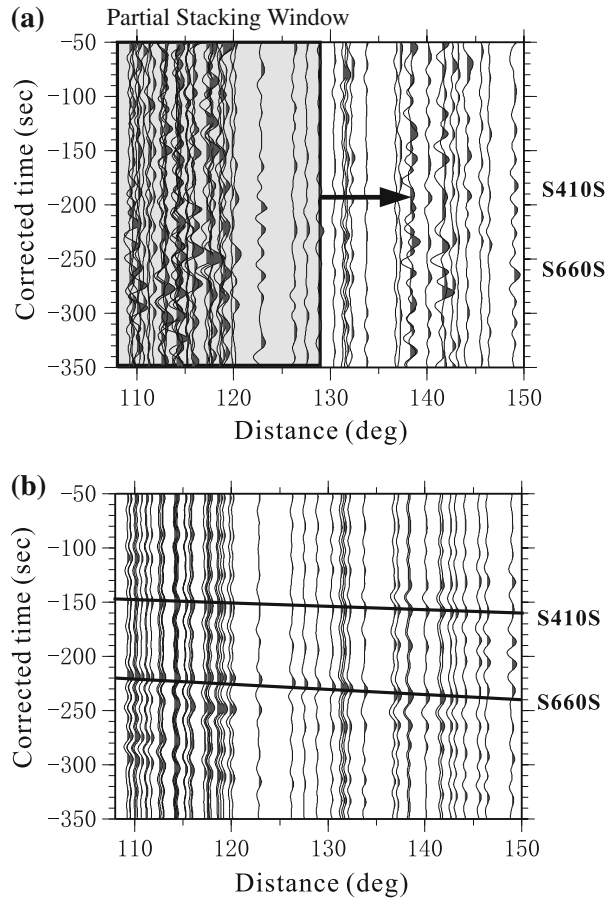 (a) Partial Stacking Window
Corrected time (sec)
−50
−100
−150
−200
−250
−300
−350
S410S
S660S
110 120 130 140 150
Distance (deg)
(b)
Corrected time (sec)
−50
−100
−150
−200
−250
−300
−350
S410S
S660S
110 120 130 140 150
Distance (deg)